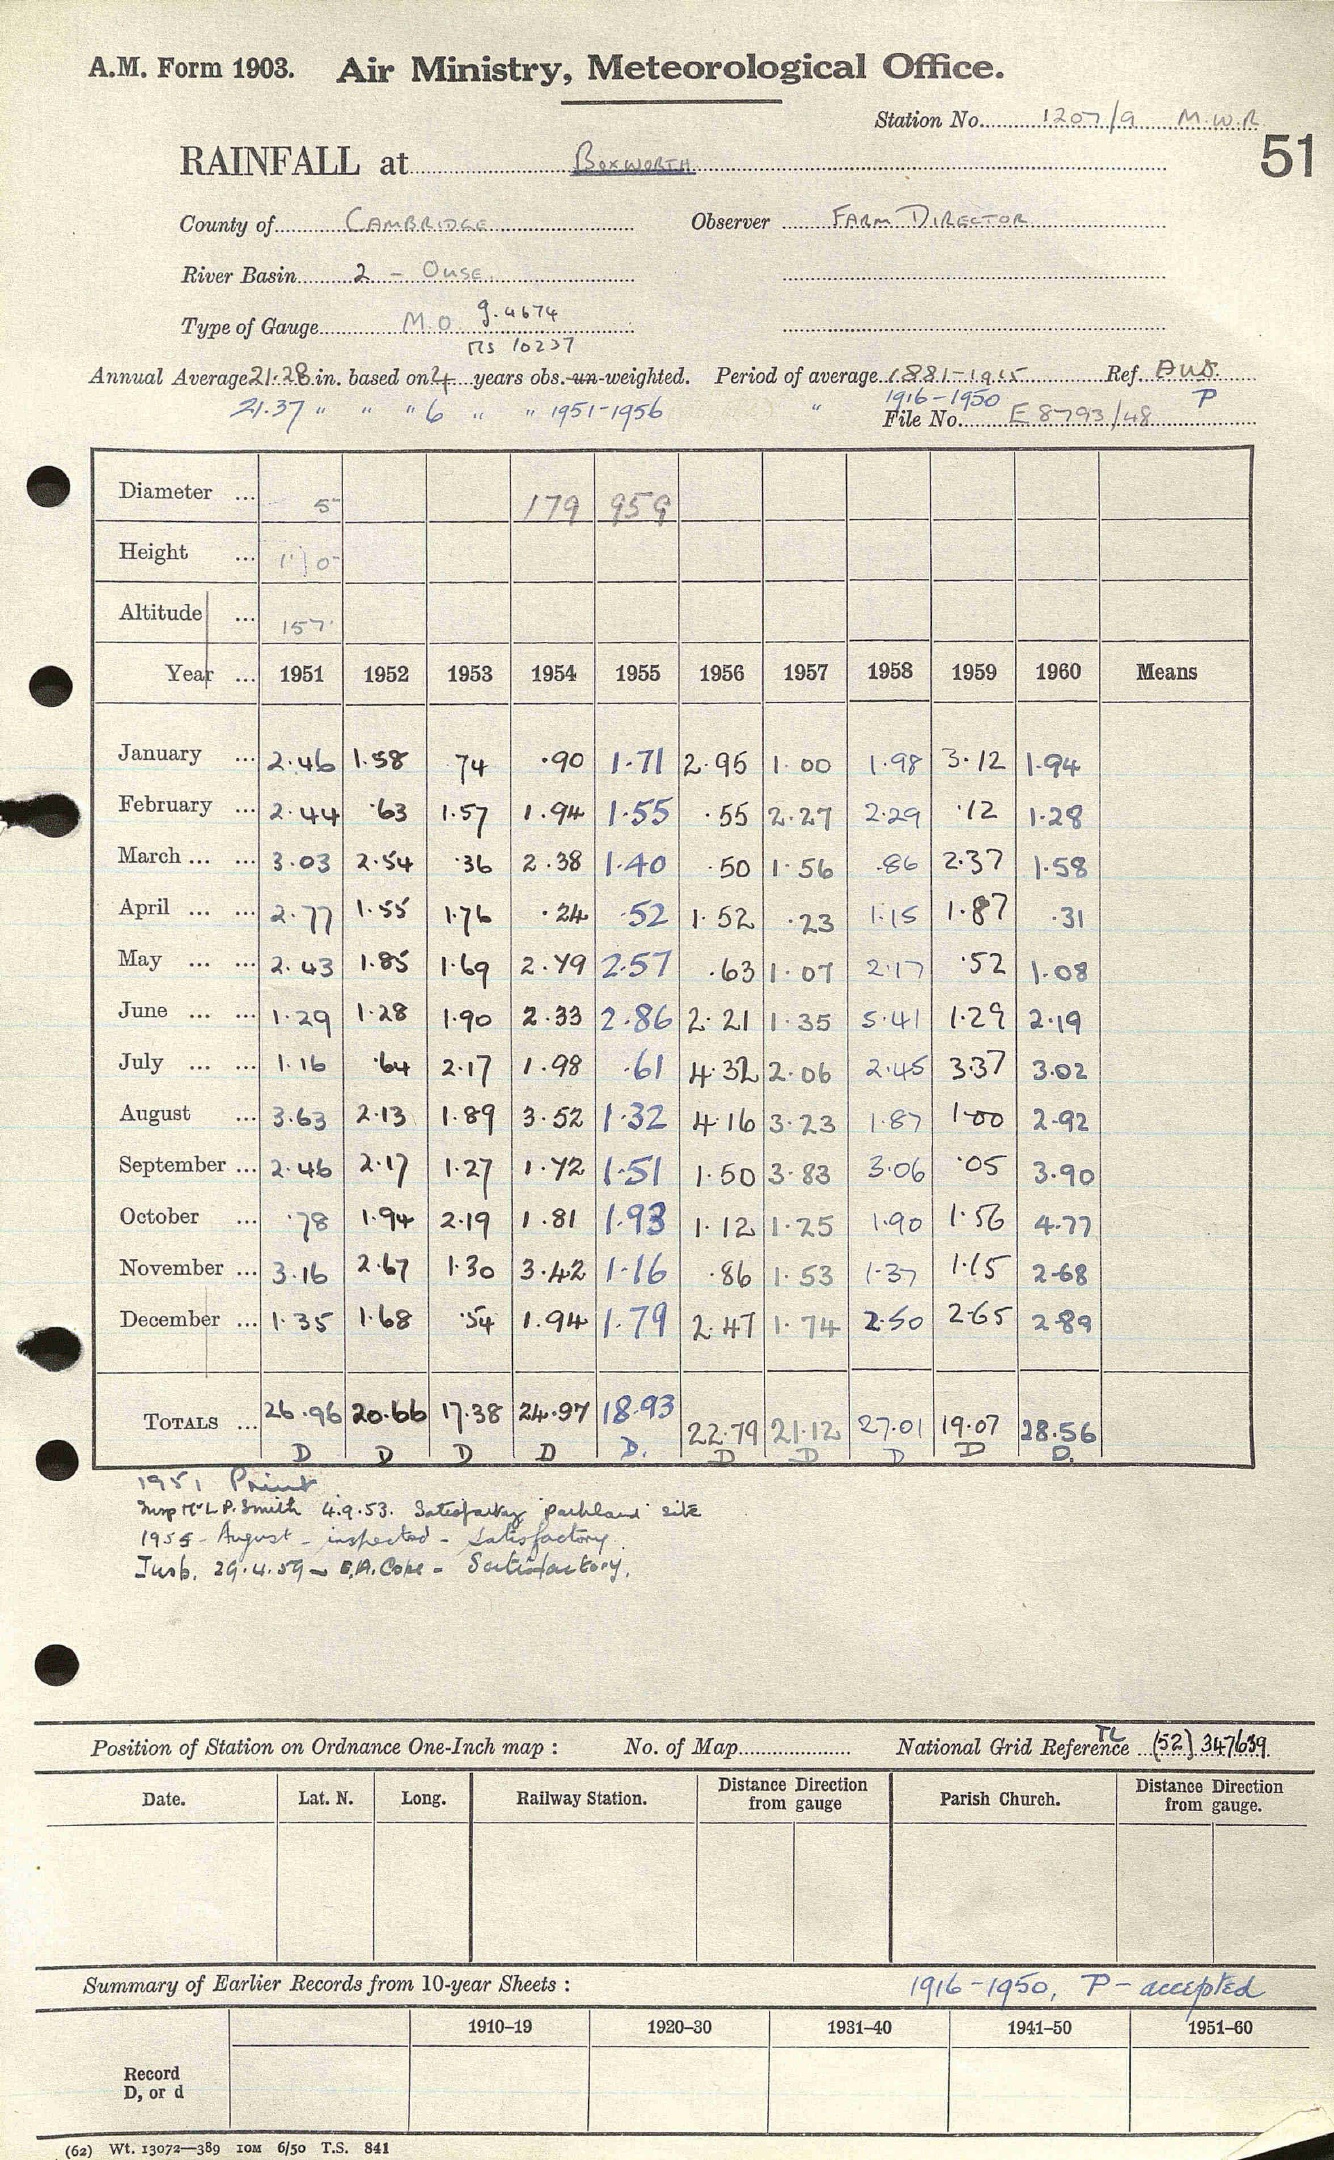 A.M. Form 1903. Air Ministry, Meteorological Office.
Station No. 1207/9 M.W.R
51
RAINFALL at BOXWORTH
County of CAMBRIDGE Observer FARM DIRECTOR
River Basin 2 - OUSE.
Type of Gauge M.O. g.4674
MS 10237
Annual Average 21.28 in. based on 4 years obs. un-weighted. Period of average 1881-1915 Ref.
21.37 " " " 6 " " 1951-1956 " 1916-1950 P
File No. E 8793/48
Diameter ... 5 179 959
Height ... 1'0
Altitude ... 157
Year ... 1951 1952 1953 1954 1955 1956 1957 1958 1959 1960 Means
January ... 2.46 1.58 .74 .90 1.71 2.95 1.00 1.98 3.12 1.94
February ... 2.44 .63 1.57 1.94 1.55 .55 2.27 2.29 .12 1.28
March ... ... 3.03 2.54 .36 2.38 1.40 .50 1.56 .86 2.37 1.58
April ... ... 2.77 1.55 1.76 .24 .52 1.52 .23 1.15 1.87 .31
May ... ... 2.43 1.85 1.69 2.79 2.57 .63 1.07 2.17 .52 1.08
June ... ... 1.29 1.28 1.90 2.33 2.86 2.21 1.35 5.41 1.29 2.19
July ... ... 1.16 .64 2.17 1.98 .61 4.32 2.06 2.45 3.37 3.02
August ... 3.63 2.13 1.89 3.52 1.32 4.16 3.23 1.87 1.00 2.92
September ... 2.46 2.17 1.27 1.72 1.51 1.50 3.83 3.06 .05 3.90
October ... .78 1.94 2.19 1.81 1.93 1.12 1.25 1.90 1.56 4.77
November ... 3.16 2.67 1.30 3.42 1.16 .86 1.53 1.37 1.15 2.68
December ... 1.35 1.68 .54 1.94 1.79 2.47 1.74 2.50 2.65 2.89
TOTALS ... 26.96 20.66 17.38 24.97 18.93 22.79 21.12 27.01 19.07 28.56
D D D D D. D D D D D.
1951 Print
Insp Mr L.P. Smith 4.9.53. Satisfactory parkland site
1955 - August - inspected - Satisfactory.
Insp. 29.4.59 - E.A. Cope - Satisfactory.
Position of Station on Ordnance One-Inch map : No. of Map National Grid Reference TL (52) 347639
Date. Lat. N. Long. Railway Station. Distance Direction from gauge Parish Church. Distance Direction from gauge.
Summary of Earlier Records from 10-year Sheets : 1916-1950, P - accepted
1910–19 1920–30 1931–40 1941–50 1951–60
Record
D, or d
(62) Wt. 13072—389 10M 6/50 T.S. 841